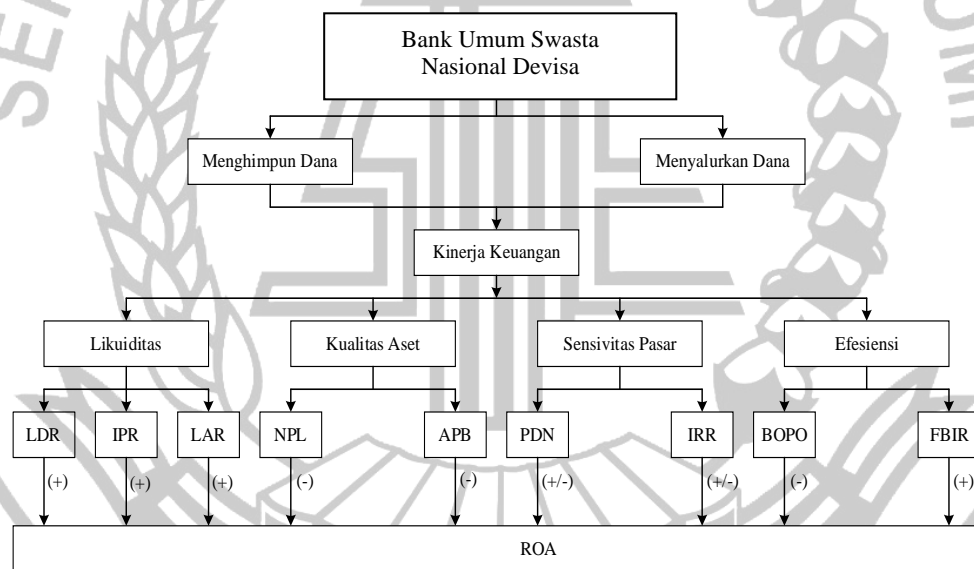 Bank Umum Swasta
Nasional Devisa
Menghimpun Dana
Menyalurkan Dana
Kinerja Keuangan
Likuiditas
Kualitas Aset
Sensivitas Pasar
Efesiensi
LDR
IPR
LAR
NPL
APB
PDN
IRR
BOPO
FBIR
(+)
(+)
(+)
(-)
(-)
(+/-)
(+/-)
(-)
(+)
ROA